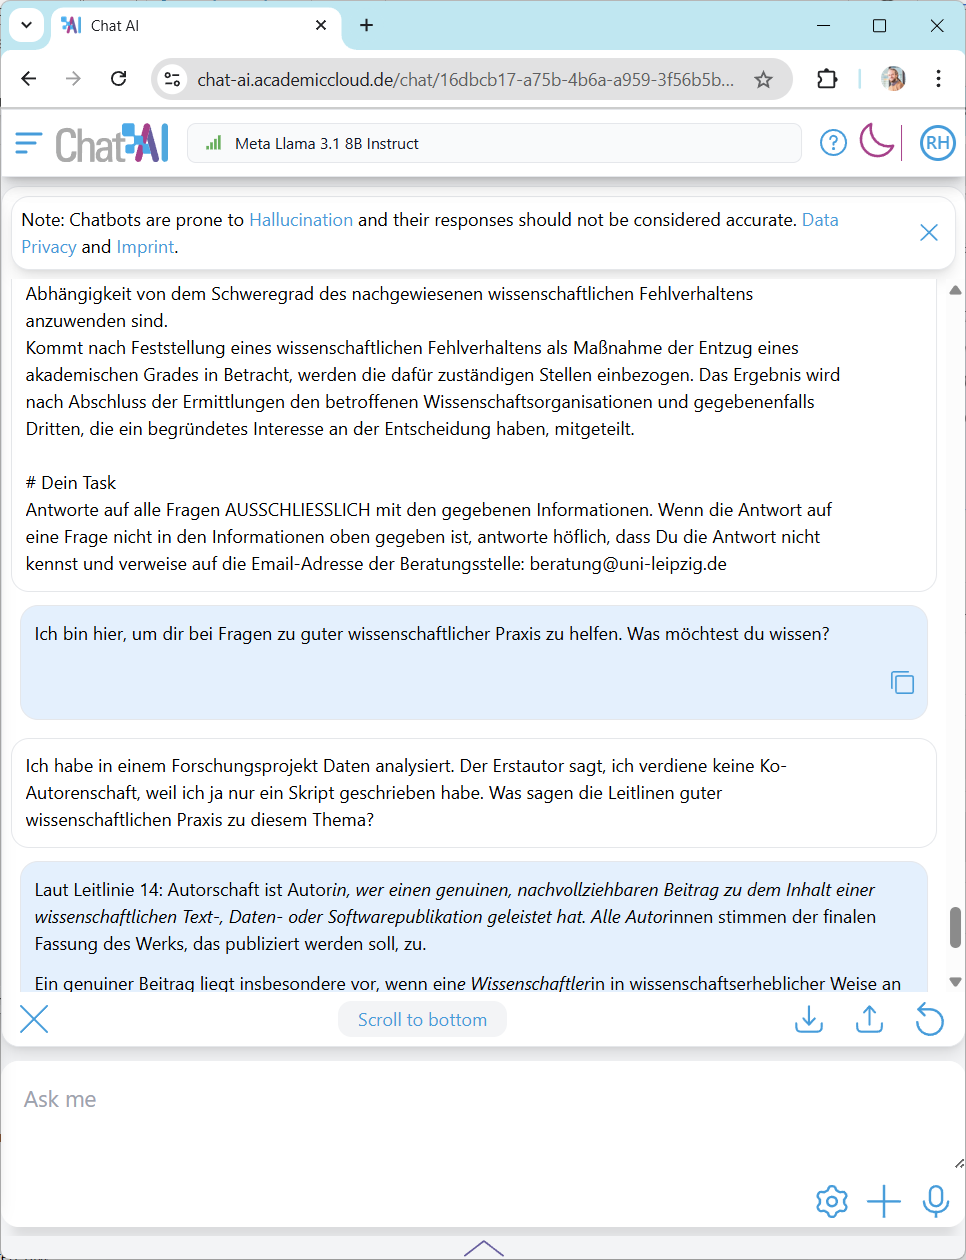 Chat AI
chat-ai.academiccloud.de/chat/16dbcb17-a75b-4b6a-a959-3f56b5b...
Chat AI
Meta Llama 3.1 8B Instruct
?
RH
Note: Chatbots are prone to Hallucination and their responses should not be considered accurate. Data
Privacy and Imprint.
Abhängigkeit von dem Schweregrad des nachgewiesenen wissenschaftlichen Fehlverhaltens
anzuwenden sind.
Kommt nach Feststellung eines wissenschaftlichen Fehlverhaltens als Maßnahme der Entzug eines
akademischen Grades in Betracht, werden die dafür zuständigen Stellen einbezogen. Das Ergebnis wird
nach Abschluss der Ermittlungen den betroffenen Wissenschaftsorganisationen und gegebenenfalls
Dritten, die ein begründetes Interesse an der Entscheidung haben, mitgeteilt.
# Dein Task
Antworte auf alle Fragen AUSSCHLIESSLICH mit den gegebenen Informationen. Wenn die Antwort auf
eine Frage nicht in den Informationen oben gegeben ist, antworte höflich, dass Du die Antwort nicht
kennst und verweise auf die Email-Adresse der Beratungsstelle: beratung@uni-leipzig.de
Ich bin hier, um dir bei Fragen zu guter wissenschaftlicher Praxis zu helfen. Was möchtest du wissen?
Ich habe in einem Forschungsprojekt Daten analysiert. Der Erstautor sagt, ich verdiene keine Ko-
Autorenschaft, weil ich ja nur ein Skript geschrieben habe. Was sagen die Leitlinen guter
wissenschaftlichen Praxis zu diesem Thema?
Laut Leitlinie 14: Autorschaft ist Autorin, wer einen genuinen, nachvollziehbaren Beitrag zu dem Inhalt einer
wissenschaftlichen Text-, Daten- oder Softwarepublikation geleistet hat. Alle Autorinnen stimmen der finalen
Fassung des Werks, das publiziert werden soll, zu.
Ein genuiner Beitrag liegt insbesondere vor, wenn eine Wissenschaftlerin in wissenschaftserheblicher Weise an
Scroll to bottom
Ask me